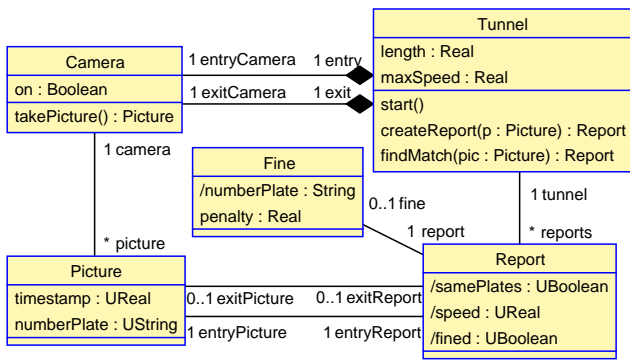 Tunnel
length : Real
maxSpeed : Real
start()
createReport(p : Picture) : Report
findMatch(pic : Picture) : Report
Camera
on : Boolean
takePicture() : Picture
1 entryCamera
1 entry
1 exitCamera
1 exit
1 camera
* picture
Fine
/numberPlate : String
penalty : Real
0..1 fine
1 report
1 tunnel
* reports
Picture
timestamp : UReal
numberPlate : UString
0..1 exitPicture
0..1 exitReport
1 entryPicture
1 entryReport
Report
/samePlates : UBoolean
/speed : UReal
/fined : UBoolean